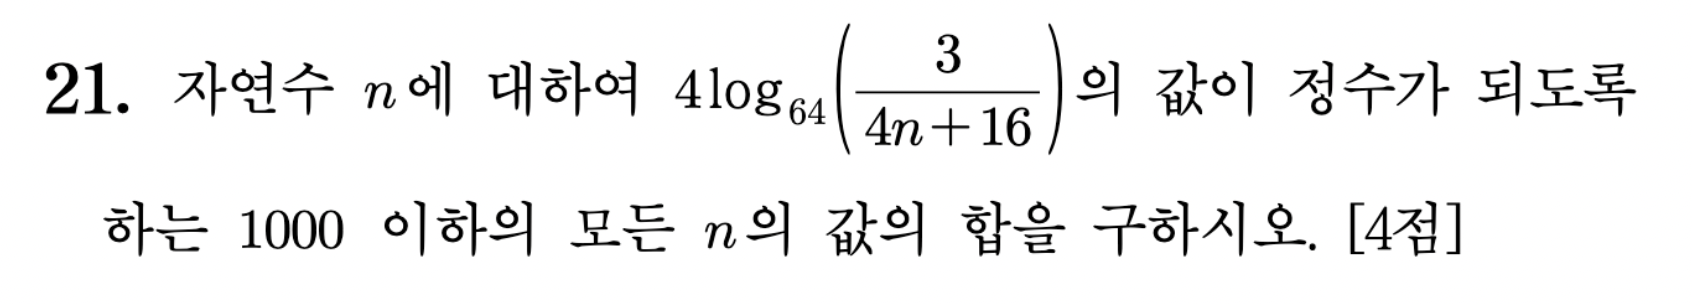 21. 자연수 n에 대하여 4log₆₄(3/(4n+16))의 값이 정수가 되도록
하는 1000 이하의 모든 n의 값의 합을 구하시오. [4점]